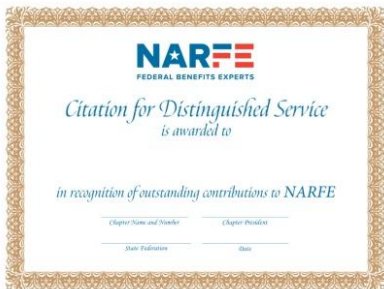 NARFE
FEDERAL BENEFITS EXPERTS
Citation for Distinguished Service
is awarded to
in recognition of outstanding contributions to NARFE
Chapter Name and Number Chapter President
State Federation Date